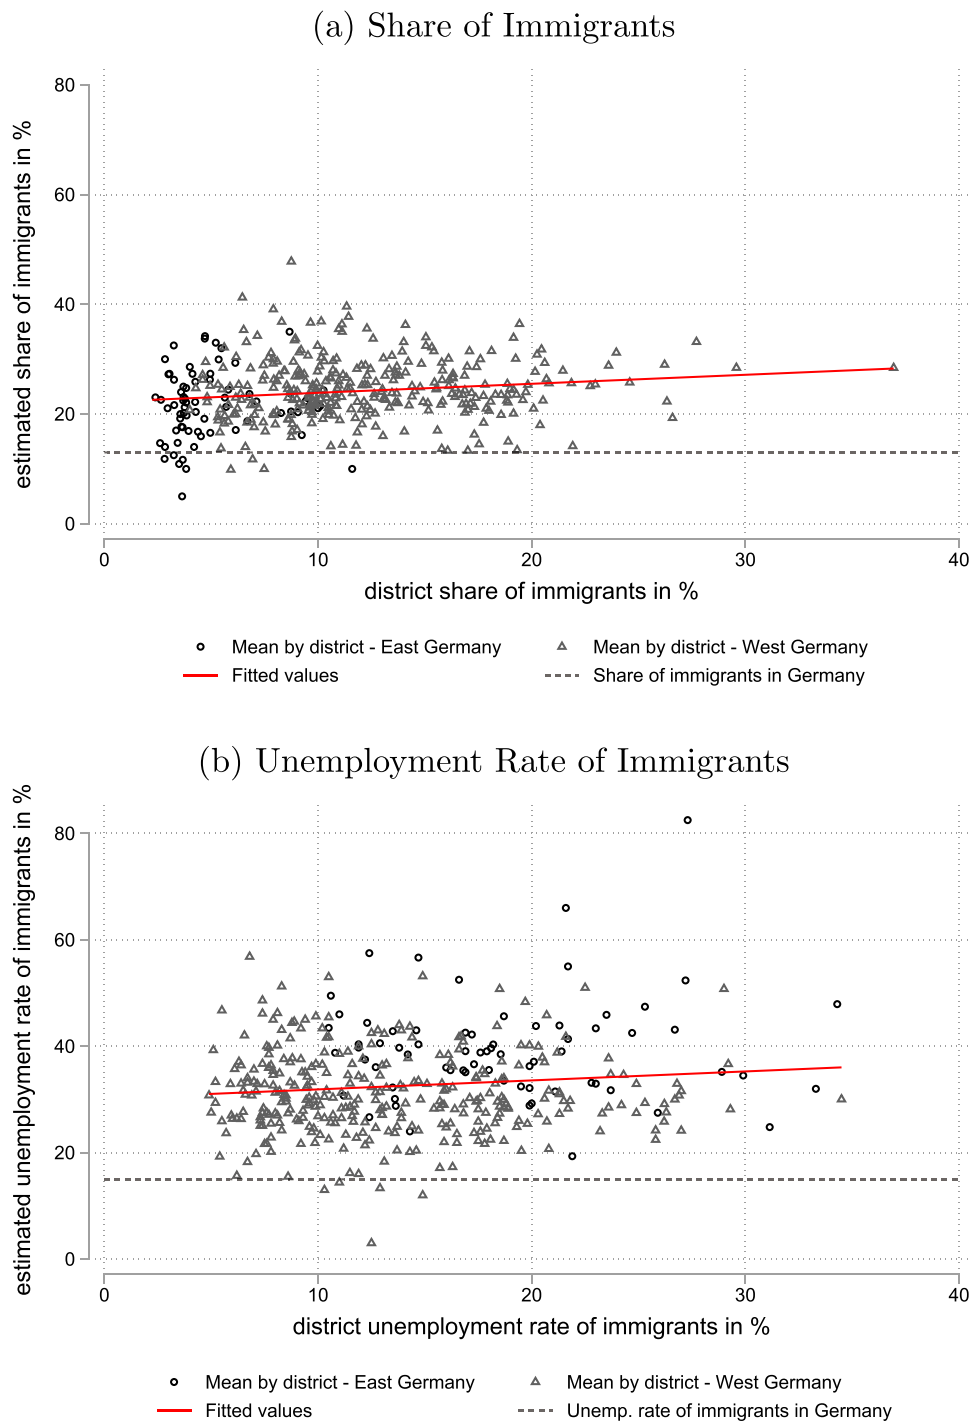 (a) Share of Immigrants
estimated share of immigrants in %
80
60
40
20
0
0 10 20 30 40
district share of immigrants in %
Mean by district - East Germany Mean by district - West Germany
Fitted values Share of immigrants in Germany
(b) Unemployment Rate of Immigrants
estimated unemployment rate of immigrants in %
80
60
40
20
0
0 10 20 30 40
district unemployment rate of immigrants in %
Mean by district - East Germany Mean by district - West Germany
Fitted values Unemp. rate of immigrants in Germany